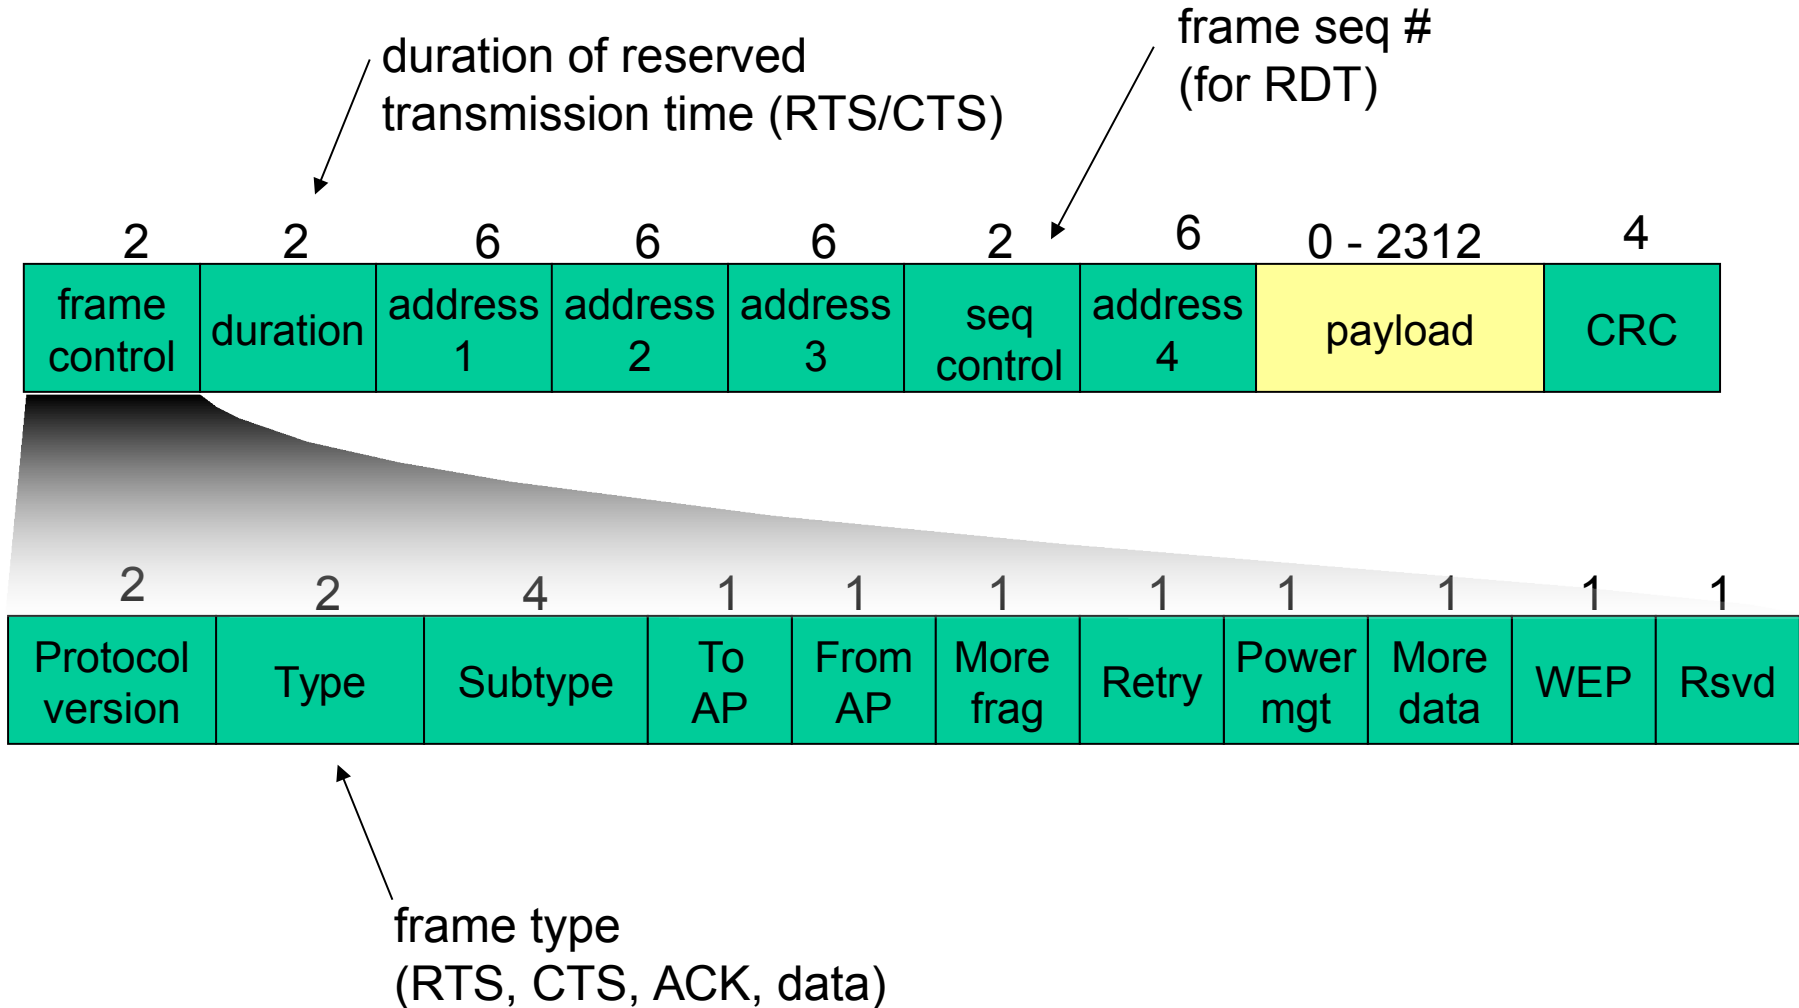 duration of reserved
transmission time (RTS/CTS)
frame seq #
(for RDT)
2 2 6 6 6 2 6 0 - 2312 4
frame
control
duration
address
1
address
2
address
3
seq
control
address
4
payload
CRC
2 2 4 1 1 1 1 1 1 1 1
Protocol
version
Type
Subtype
To
AP
From
AP
More
frag
Retry
Power
mgt
More
data
WEP
Rsvd
frame type
(RTS, CTS, ACK, data)